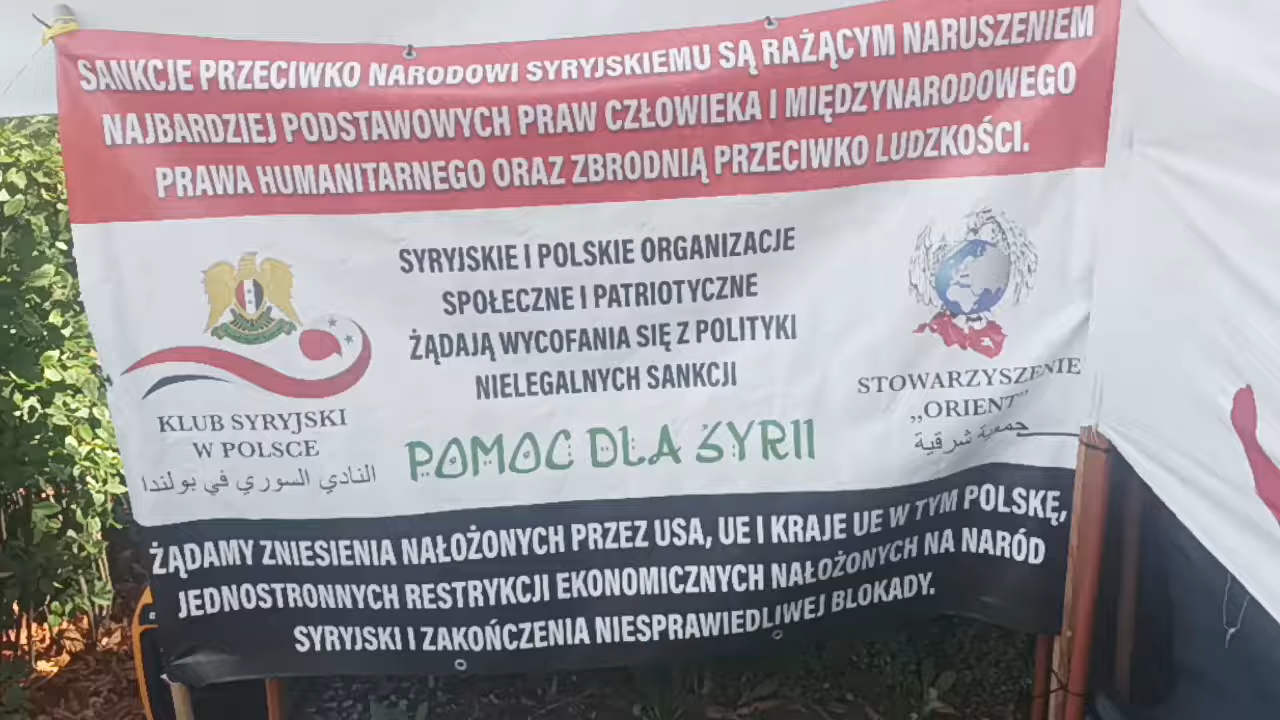 SANKCJE PRZECIWKO NARODOWI SYRYJSKIEMU SĄ RAŻĄCYM NARUSZENIEM
NAJBARDZIEJ PODSTAWOWYCH PRAW CZŁOWIEKA I MIĘDZYNARODOWEGO
PRAWA HUMANITARNEGO ORAZ ZBRODNIĄ PRZECIWKO LUDZKOŚCI.
SYRYJSKIE I POLSKIE ORGANIZACJE
SPOŁECZNE I PATRIOTYCZNE
ŻĄDAJĄ WYCOFANIA SIĘ Z POLITYKI
NIELEGALNYCH SANKCJI
POMOC DLA SYRII
KLUB SYRYJSKI
W POLSCE
النادي السوري في بولندا
STOWARZYSZENIE
„ORIENT”
جمعية شرقية
ŻĄDAMY ZNIESIENIA NAŁOŻONYCH PRZEZ USA, UE I KRAJE UE W TYM POLSKĘ,
JEDNOSTRONNYCH RESTRYKCJI EKONOMICZNYCH NAŁOŻONYCH NA NARÓD
SYRYJSKI I ZAKOŃCZENIA NIESPRAWIEDLIWEJ BLOKADY.